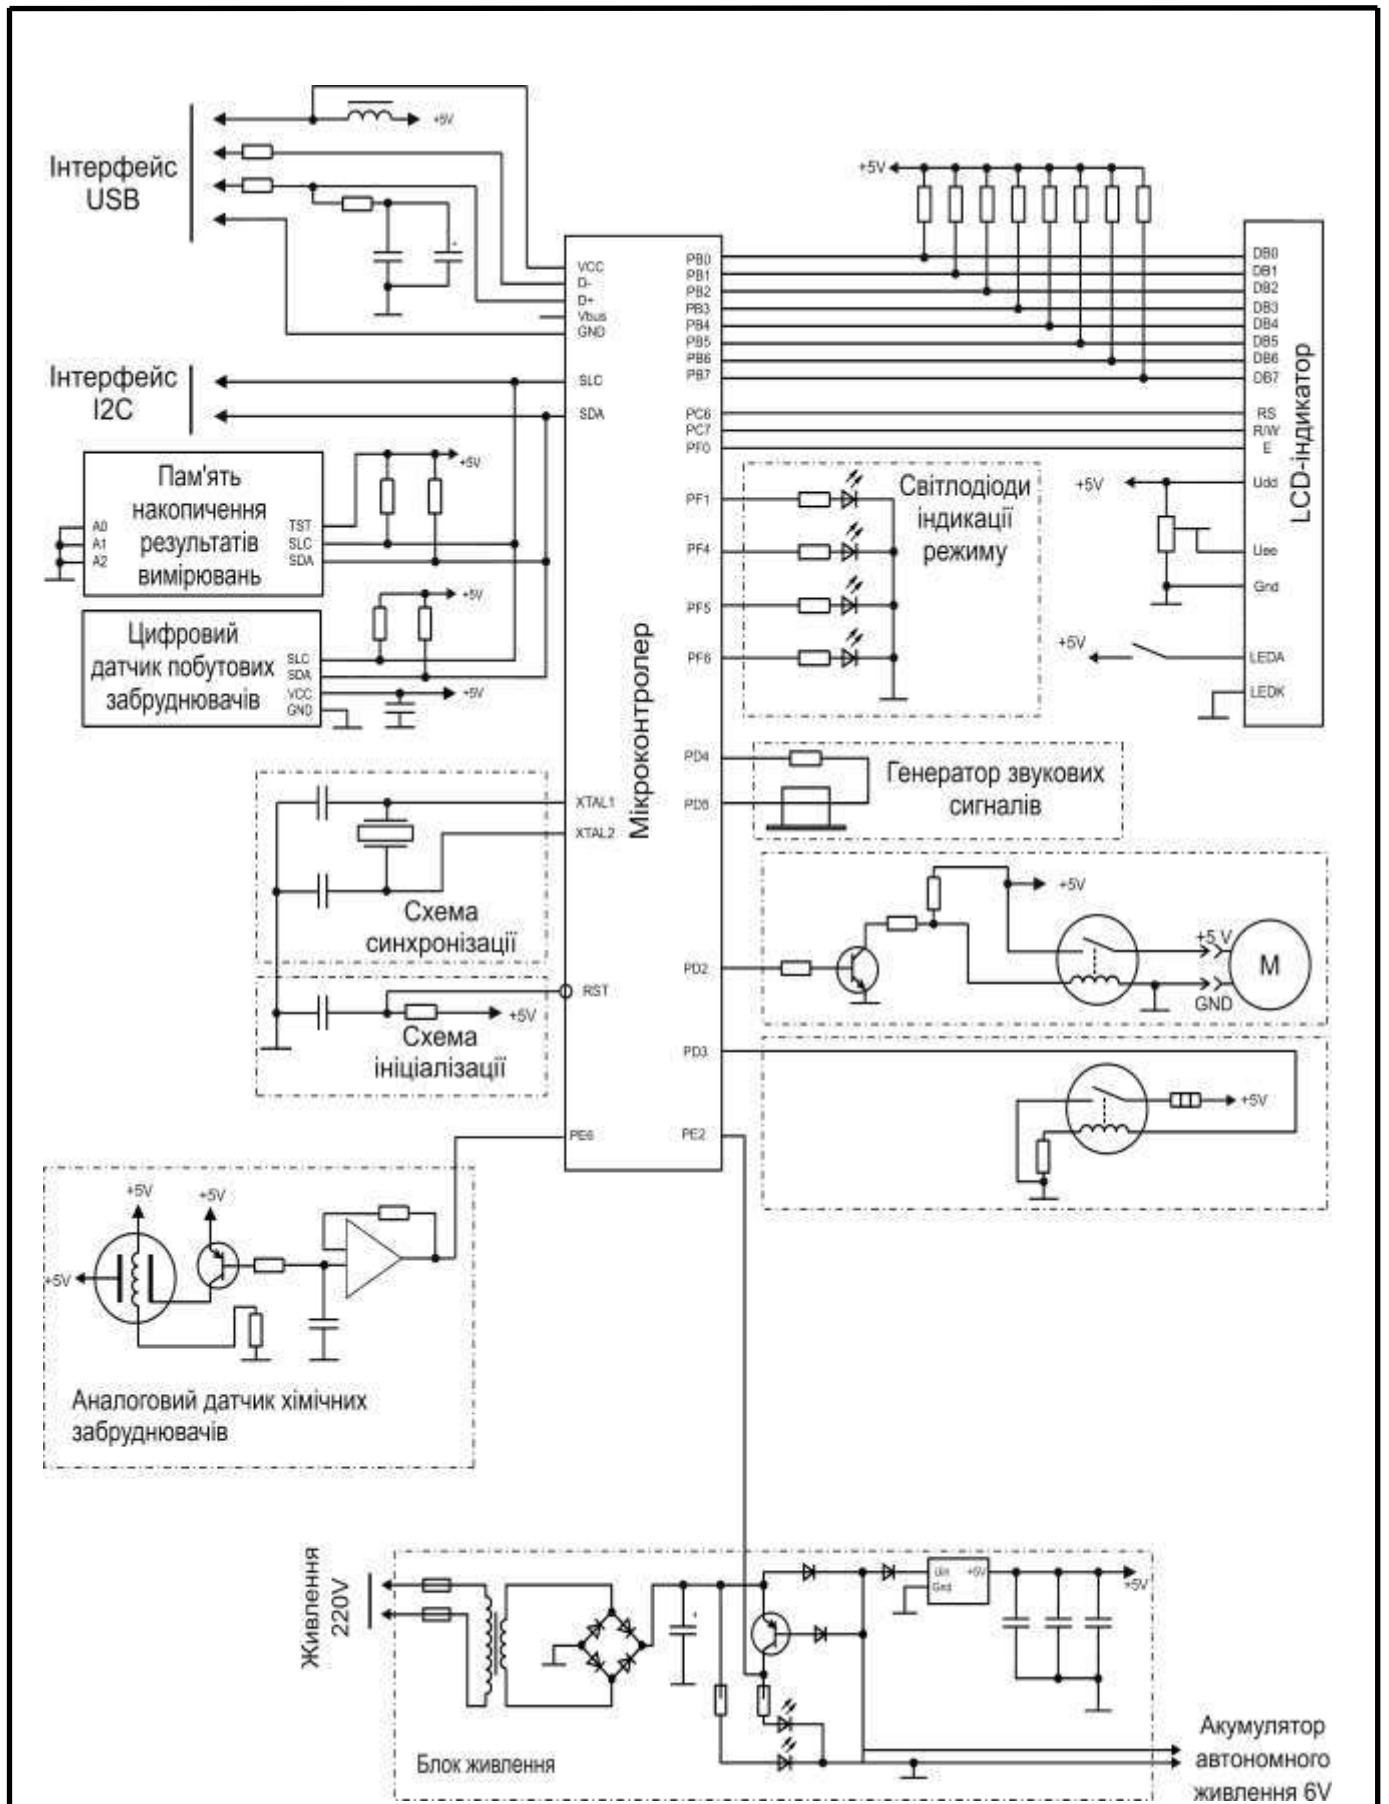 +5V
Інтерфейс
USB
VCC
D-
D+
Vbus
GND
Інтерфейс
I2C
SLC
SDA
Пам'ять
накопичення
результатів
вимірювань
A0
A1
A2
TST
SLC
SDA
+5V
Цифровий
датчик побутових
забруднювачів
SLC
SDA
VCC
GND
+5V
+5V
XTAL1
XTAL2
Схема
синхронізації
RST
+5V
Схема
ініціалізації
PE6
Мікроконтролер
PB0
PB1
PB2
PB3
PB4
PB5
PB6
PB7
PC6
PC7
PF0
PF1
PF4
PF5
PF6
PD4
PD5
PD2
PD3
PE2
+5V
DB0
DB1
DB2
DB3
DB4
DB5
DB6
DB7
RS
R/W
E
Udd
Uee
Gnd
LEDA
LEDK
LCD-індикатор
+5V
+5V
Світлодіоди
індикації
режиму
Генератор звукових
сигналів
+5V
+5 V
GND
M
+5V
+5V
+5V
+5V
Аналоговий датчик хімічних
забруднювачів
Живлення
220V
Uin
+5V
Gnd
+5V
Блок живлення
Акумулятор
автономного
живлення 6V